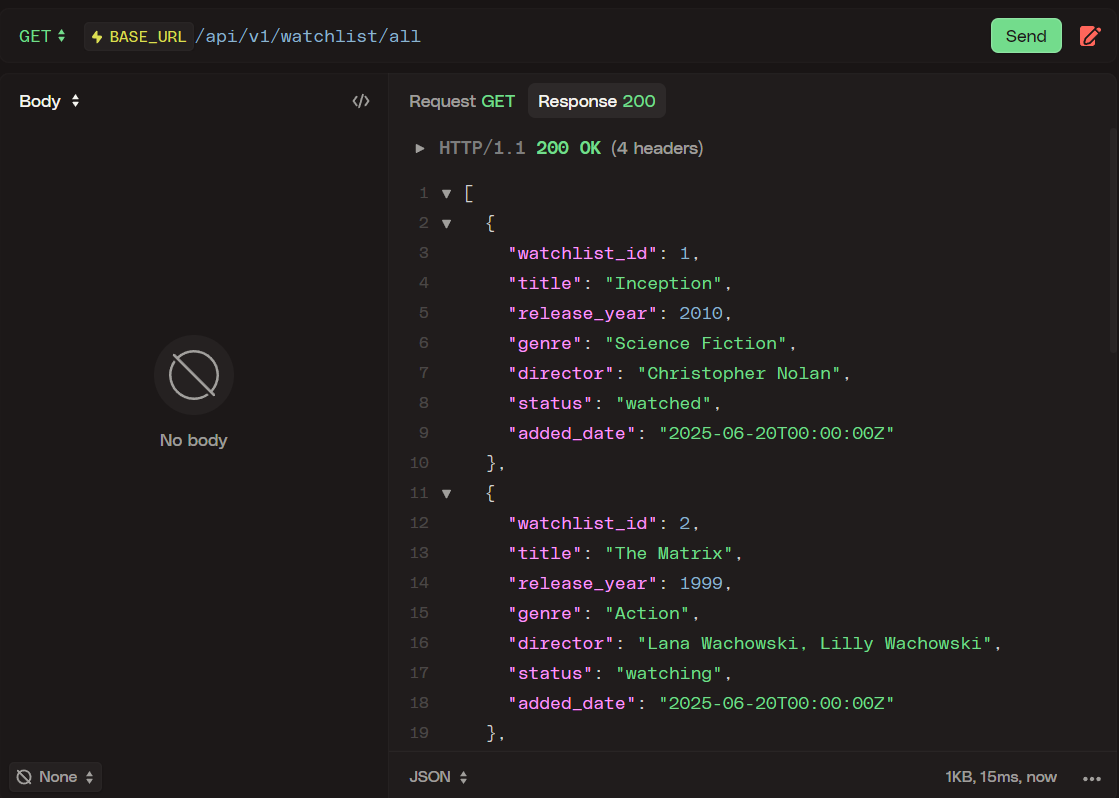 GET BASE_URL/api/v1/watchlist/all Send
Body
Request GET Response 200
HTTP/1.1 200 OK (4 headers)
1 [
2 {
3 "watchlist_id": 1,
4 "title": "Inception",
5 "release_year": 2010,
6 "genre": "Science Fiction",
7 "director": "Christopher Nolan",
8 "status": "watched",
9 "added_date": "2025-06-20T00:00:00Z"
10 },
11 {
12 "watchlist_id": 2,
13 "title": "The Matrix",
14 "release_year": 1999,
15 "genre": "Action",
16 "director": "Lana Wachowski, Lilly Wachowski",
17 "status": "watching",
18 "added_date": "2025-06-20T00:00:00Z"
19 },
No body
None
JSON 1KB, 15ms, now